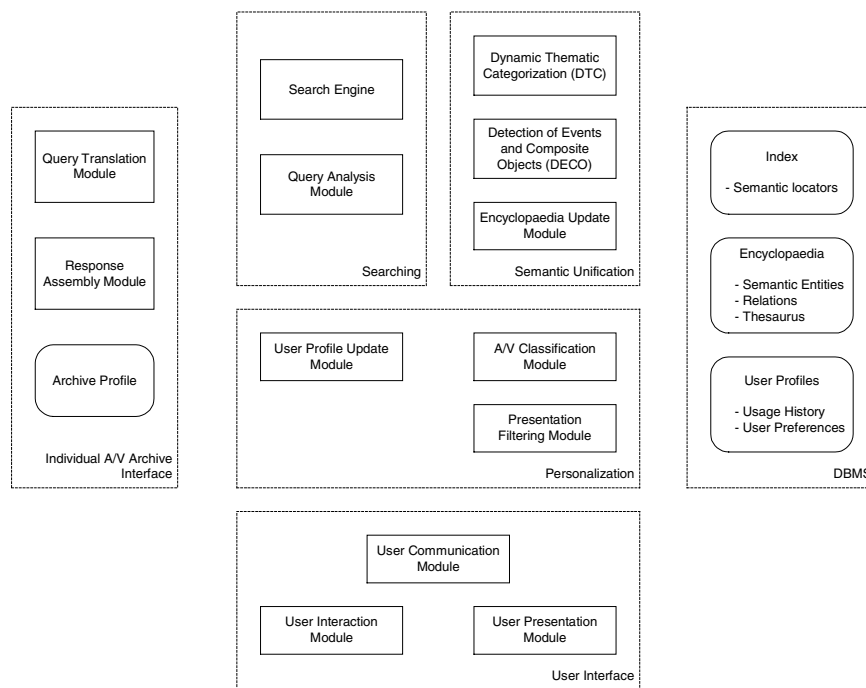 Search Engine
Query Analysis
Module
Searching
Dynamic Thematic
Categorization (DTC)
Detection of Events
and Composite
Objects (DECO)
Encyclopaedia Update
Module
Semantic Unification
Query Translation
Module
Response
Assembly Module
Archive Profile
Individual A/V Archive
Interface
User Profile Update
Module
A/V Classification
Module
Presentation
Filtering Module
Personalization
Index
- Semantic locators
Encyclopaedia
- Semantic Entities
- Relations
- Thesaurus
User Profiles
- Usage History
- User Preferences
DBMS
User Communication
Module
User Interaction
Module
User Presentation
Module
User Interface